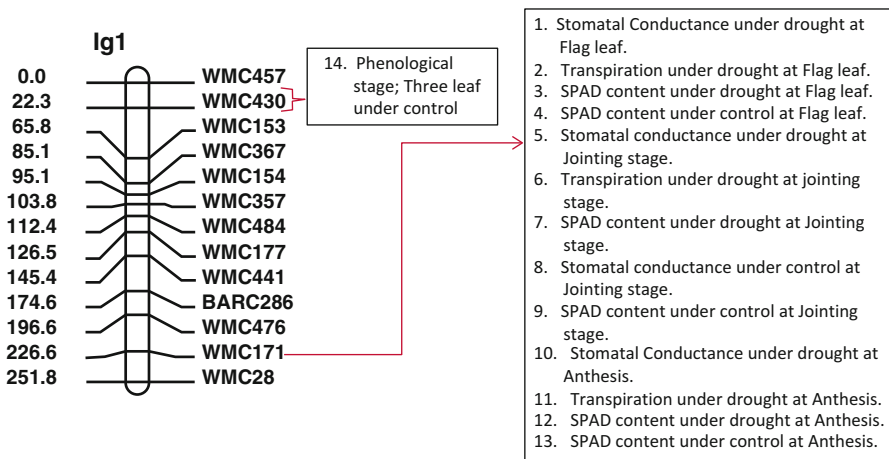 lg1
0.0 WMC457
22.3 WMC430
65.8 WMC153
85.1 WMC367
95.1 WMC154
103.8 WMC357
112.4 WMC484
126.5 WMC177
145.4 WMC441
174.6 BARC286
196.6 WMC476
226.6 WMC171
251.8 WMC28
14. Phenological
stage; Three leaf
under control
1. Stomatal Conductance under drought at
Flag leaf.
2. Transpiration under drought at Flag leaf.
3. SPAD content under drought at Flag leaf.
4. SPAD content under control at Flag leaf.
5. Stomatal conductance under drought at
Jointing stage.
6. Transpiration under drought at jointing
stage.
7. SPAD content under drought at Jointing
stage.
8. Stomatal conductance under control at
Jointing stage.
9. SPAD content under control at Jointing
stage.
10. Stomatal Conductance under drought at
Anthesis.
11. Transpiration under drought at Anthesis.
12. SPAD content under drought at Anthesis.
13. SPAD content under control at Anthesis.